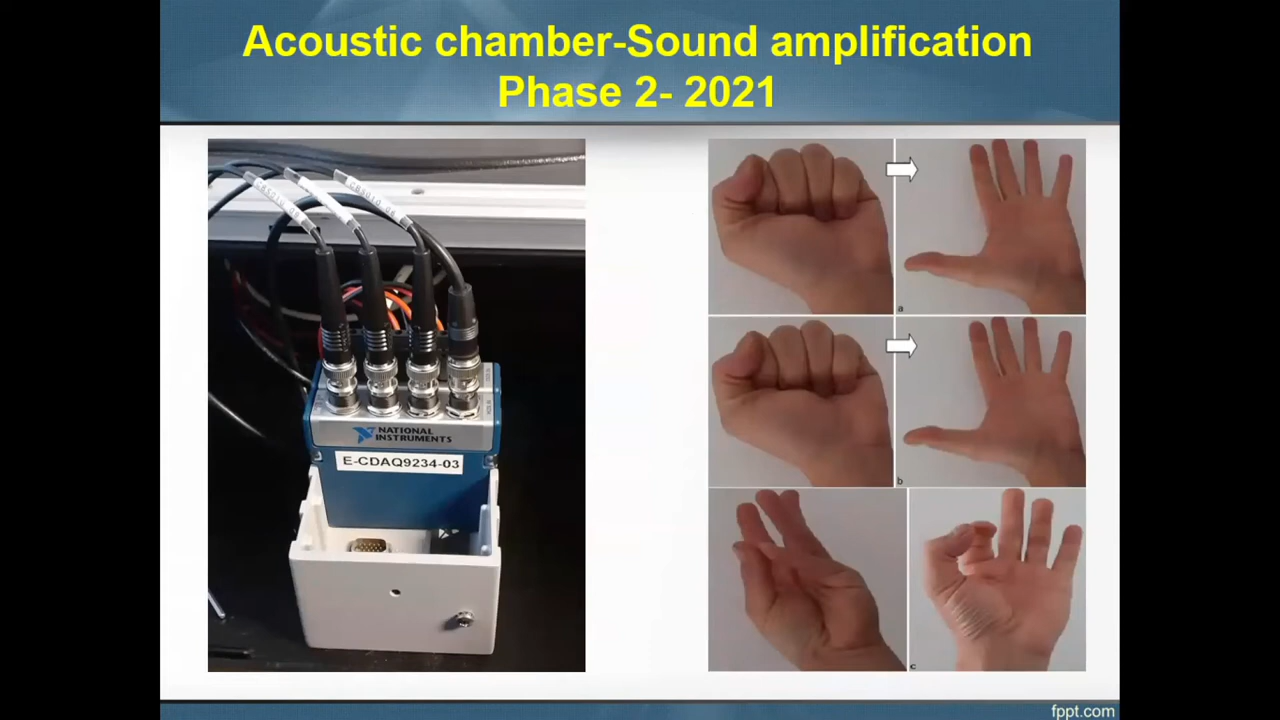 Acoustic chamber-Sound amplification
Phase 2- 2021
NATIONAL
INSTRUMENTS
E-CDAQ9234-03
a
b
c
fppt.com